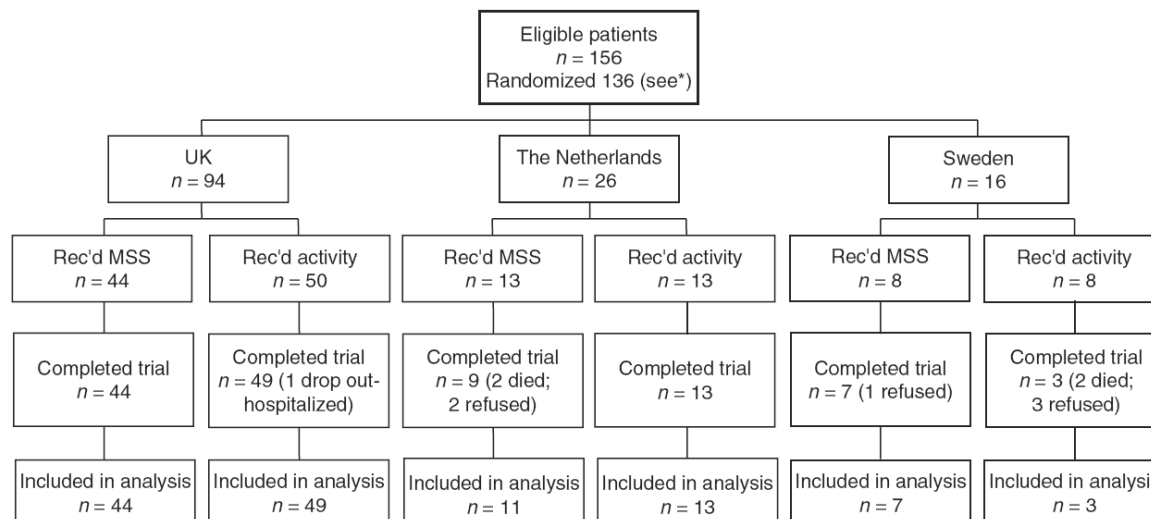 Eligible patients
n = 156
Randomized 136 (see*)
UK
n = 94
The Netherlands
n = 26
Sweden
n = 16
Rec'd MSS
n = 44
Rec'd activity
n = 50
Rec'd MSS
n = 13
Rec'd activity
n = 13
Rec'd MSS
n = 8
Rec'd activity
n = 8
Completed trial
n = 44
Completed trial
n = 49 (1 drop out-
hospitalized)
Completed trial
n = 9 (2 died;
2 refused)
Completed trial
n = 13
Completed trial
n = 7 (1 refused)
Completed trial
n = 3 (2 died;
3 refused)
Included in analysis
n = 44
Included in analysis
n = 49
Included in analysis
n = 11
Included in analysis
n = 13
Included in analysis
n = 7
Included in analysis
n = 3